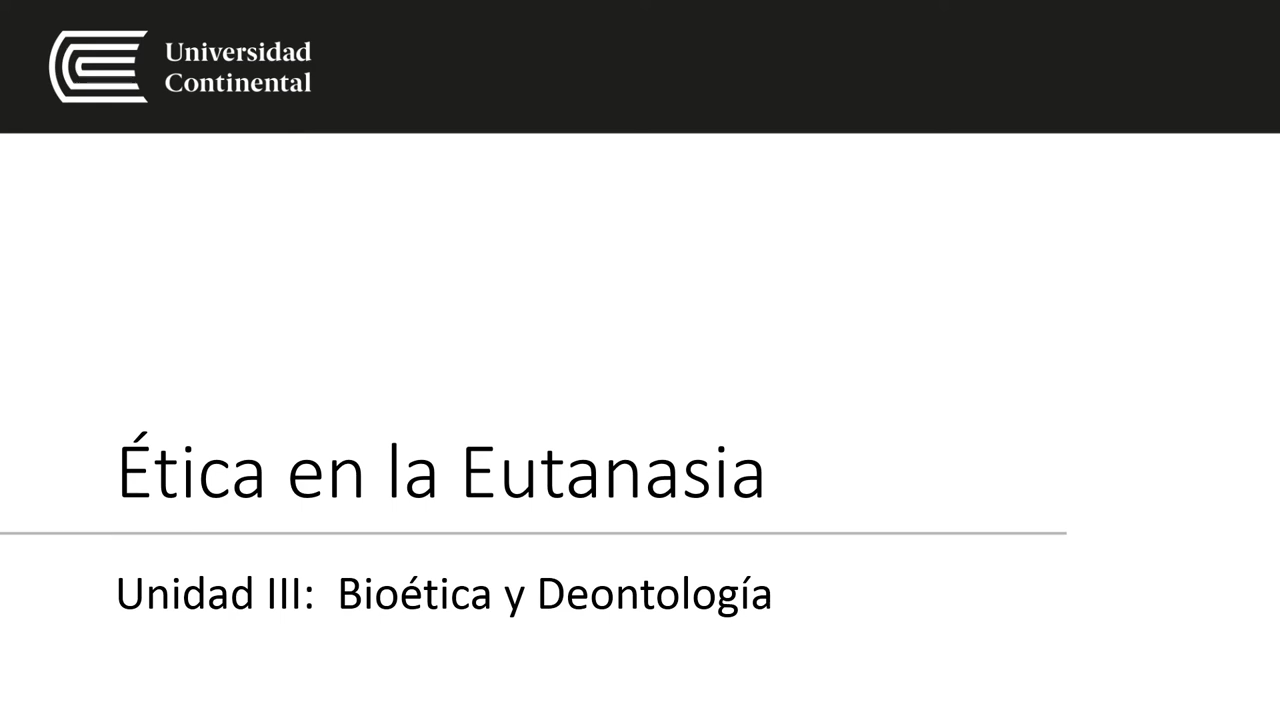 Universidad
Continental
Ética en la Eutanasia
Unidad III:  Bioética y Deontología